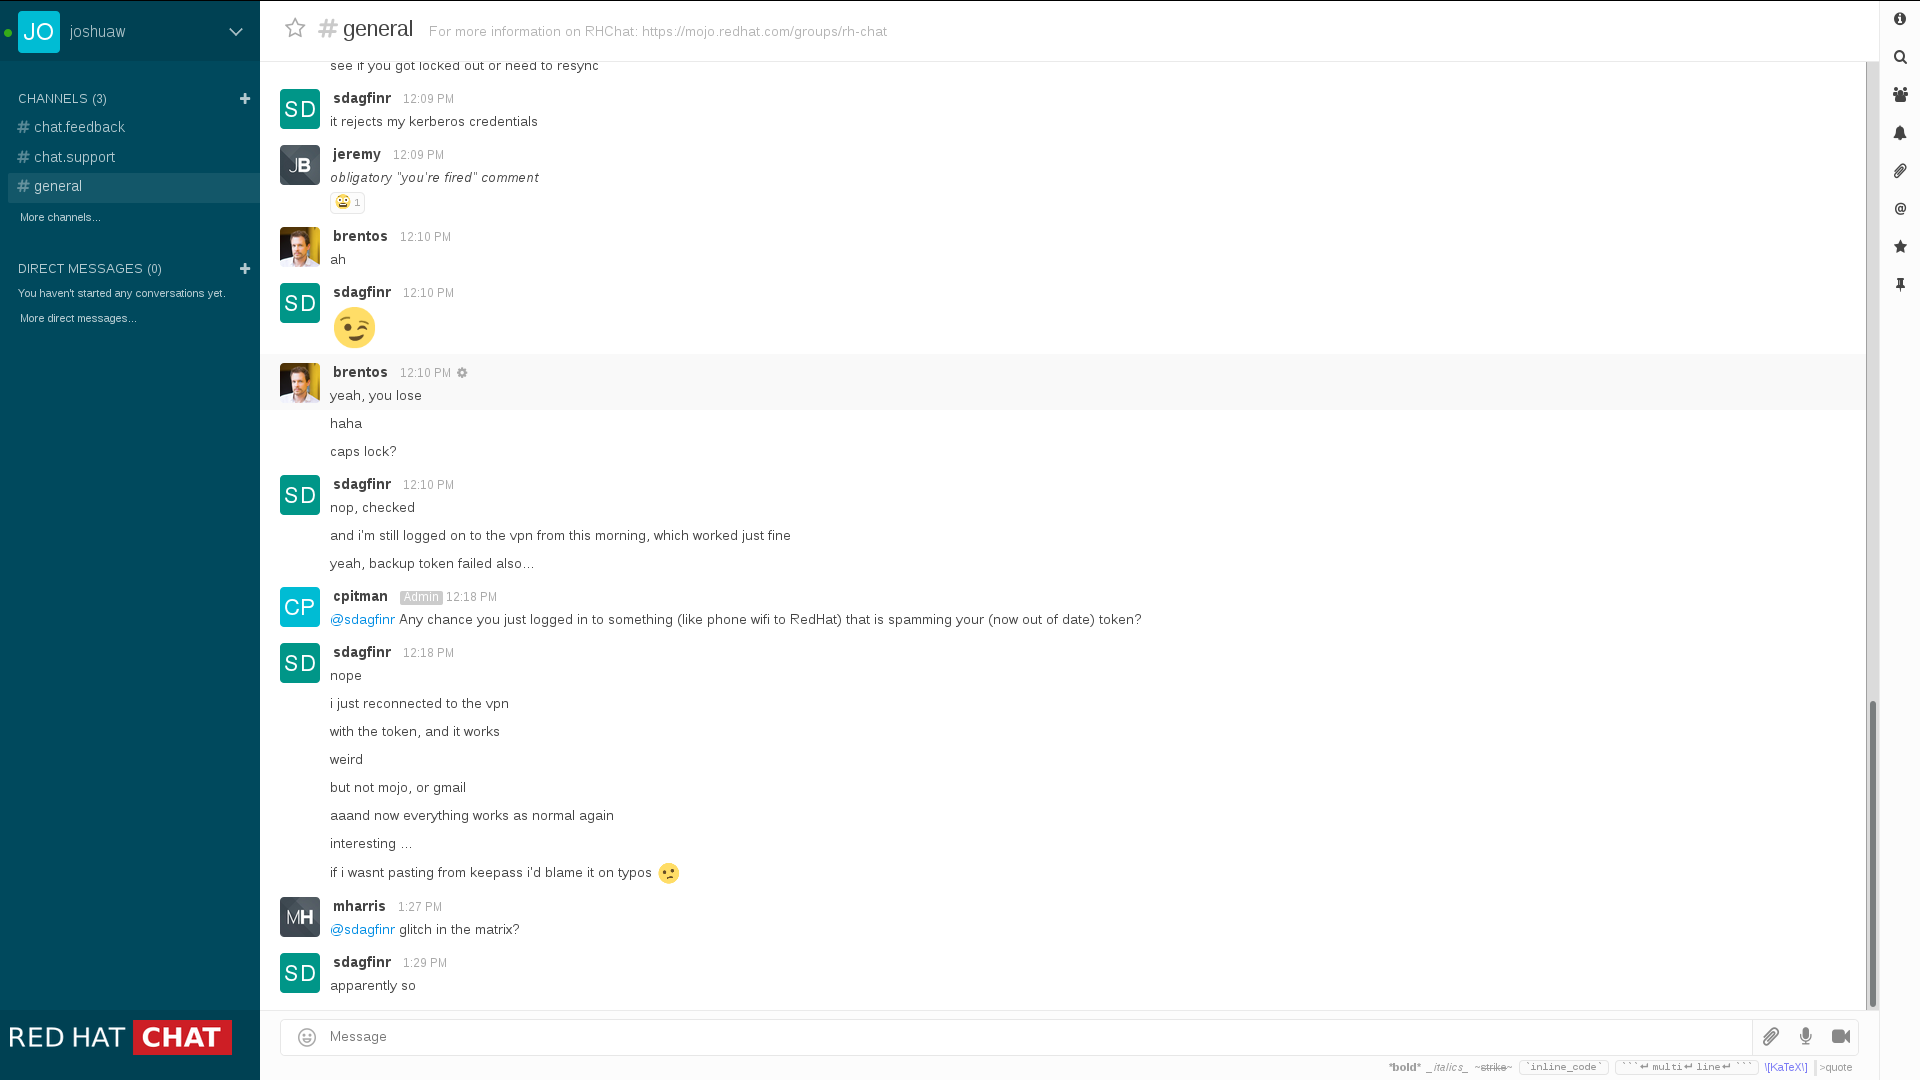 JO joshuaw
CHANNELS (3)
# chat.feedback
# chat.support
# general
More channels...
DIRECT MESSAGES (0)
You haven't started any conversations yet.
More direct messages...
RED HAT CHAT
# general For more information on RHChat: https://mojo.redhat.com/groups/rh-chat
see if you got locked out or need to resync
SD sdagfinr 12:09 PM
it rejects my kerberos credentials
JB jeremy 12:09 PM
obligatory "you're fired" comment
1
brentos 12:10 PM
ah
SD sdagfinr 12:10 PM
brentos 12:10 PM
yeah, you lose
haha
caps lock?
SD sdagfinr 12:10 PM
nop, checked
and i'm still logged on to the vpn from this morning, which worked just fine
yeah, backup token failed also...
CP cpitman Admin 12:18 PM
@sdagfinr Any chance you just logged in to something (like phone wifi to RedHat) that is spamming your (now out of date) token?
SD sdagfinr 12:18 PM
nope
i just reconnected to the vpn
with the token, and it works
weird
but not mojo, or gmail
aaand now everything works as normal again
interesting ...
if i wasnt pasting from keepass i'd blame it on typos
MH mharris 1:27 PM
@sdagfinr glitch in the matrix?
SD sdagfinr 1:29 PM
apparently so
Message
*bold* _italics_ ~strike~ `inline_code` ```↵multi↵line↵``` \[KaTeX\] >quote